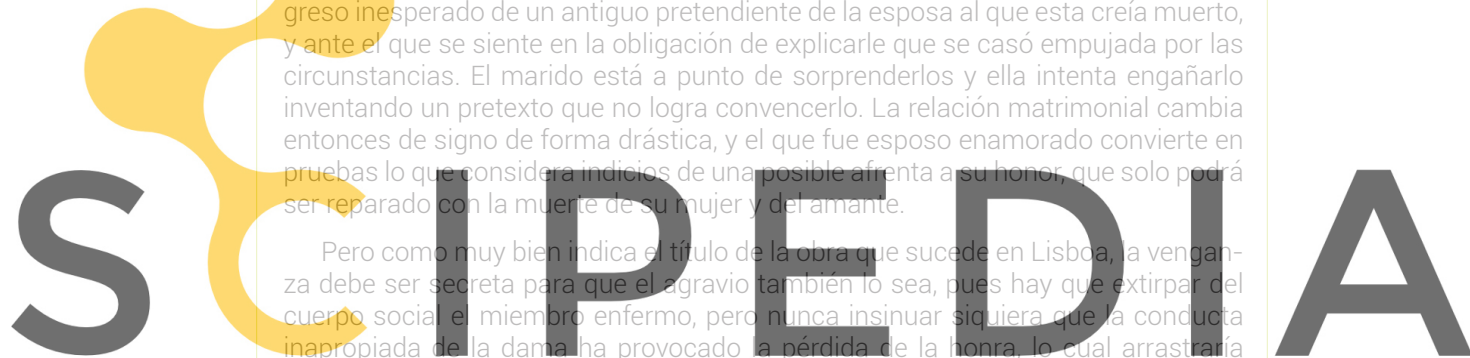 greso inesperado de un antiguo pretendiente de la esposa al que esta creía muerto,
y ante el que se siente en la obligación de explicarle que se casó empujada por las
circunstancias. El marido está a punto de sorprenderlos y ella intenta engañarlo
inventando un pretexto que no logra convencerlo. La relación matrimonial cambia
entonces de signo de forma drástica, y el que fue esposo enamorado convierte en
pruebas lo que considera indicios de una posible afrenta a su honor, que solo podrá
ser reparado con la muerte de su mujer y del amante.
Pero como muy bien indica el título de la obra que sucede en Lisboa, la vengan-
za debe ser secreta para que el agravio también lo sea, pues hay que extirpar del
cuerpo social el miembro enfermo, pero nunca insinuar siquiera que la conducta
inapropiada de la dama ha provocado la pérdida de la honra, lo cual arrastraría
SCIPEDIA